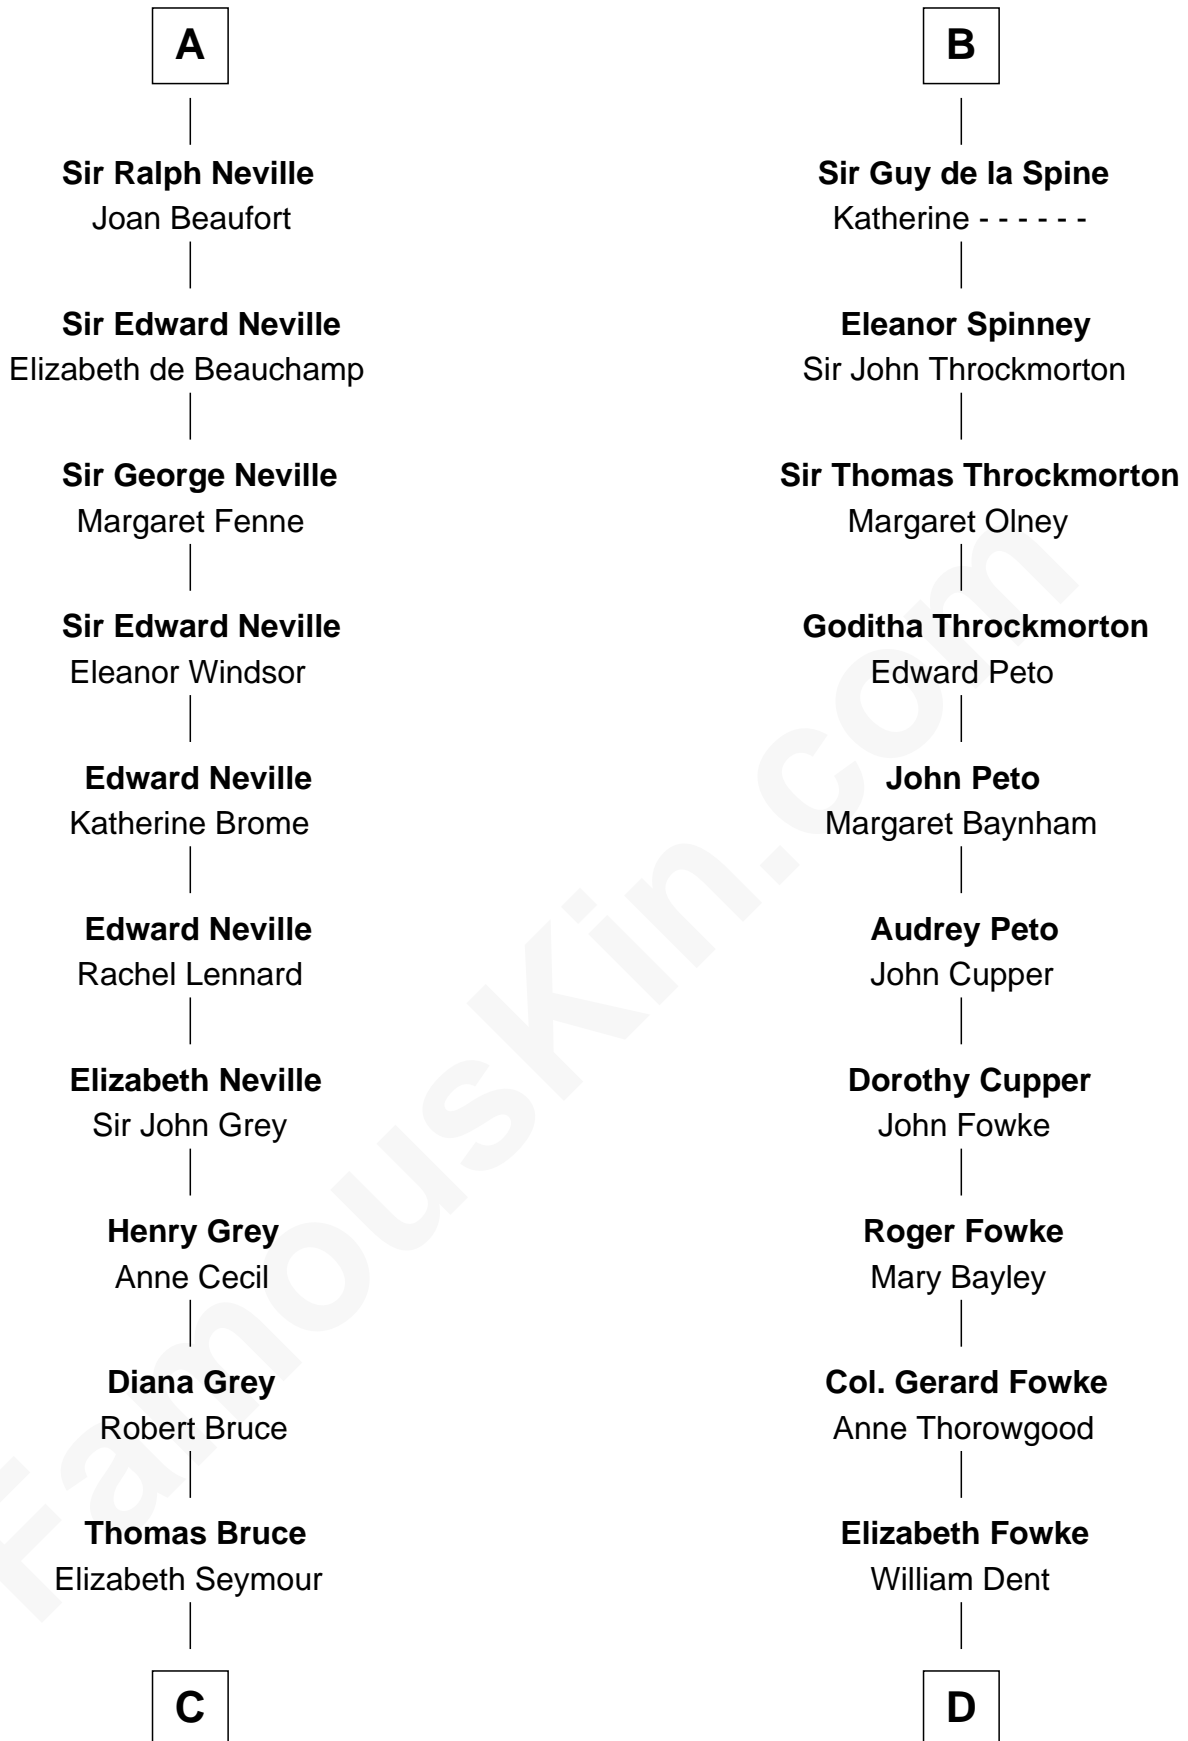 A
Sir Ralph Neville
Joan Beaufort
Sir Edward Neville
Elizabeth de Beauchamp
Sir George Neville
Margaret Fenne
Sir Edward Neville
Eleanor Windsor
Edward Neville
Katherine Brome
Edward Neville
Rachel Lennard
Elizabeth Neville
Sir John Grey
Henry Grey
Anne Cecil
Diana Grey
Robert Bruce
Thomas Bruce
Elizabeth Seymour
C
B
Sir Guy de la Spine
Katherine - - - - - -
Eleanor Spinney
Sir John Throckmorton
Sir Thomas Throckmorton
Margaret Olney
Goditha Throckmorton
Edward Peto
John Peto
Margaret Baynham
Audrey Peto
John Cupper
Dorothy Cupper
John Fowke
Roger Fowke
Mary Bayley
Col. Gerard Fowke
Anne Thorowgood
Elizabeth Fowke
William Dent
D
FamousKin.com